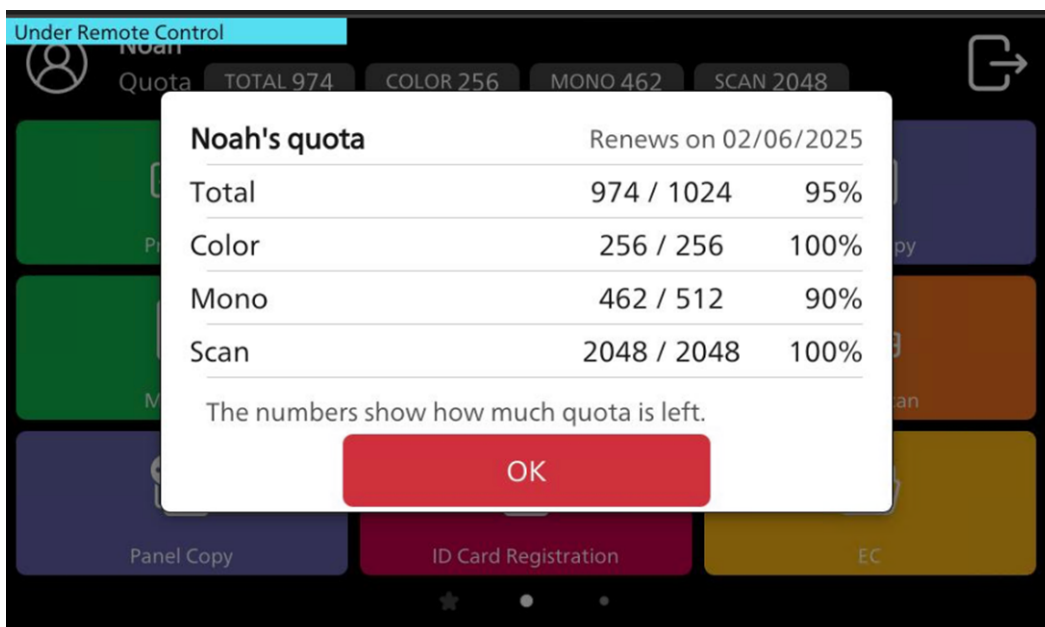 Under Remote Control
Noah
Quota TOTAL 974 COLOR 256 MONO 462 SCAN 2048
Noah's quota Renews on 02/06/2025
Total 974 / 1024 95%
Color 256 / 256 100%
Mono 462 / 512 90%
Scan 2048 / 2048 100%
The numbers show how much quota is left.
OK
Panel Copy ID Card Registration EC